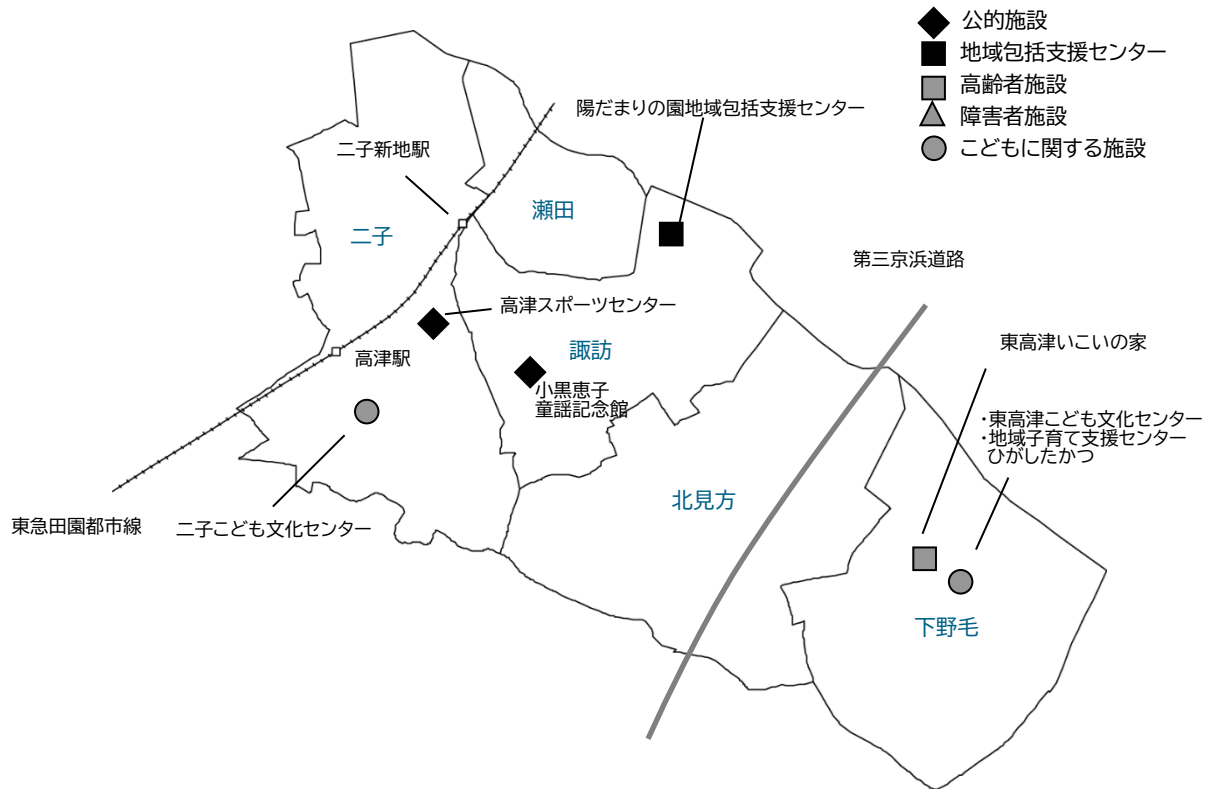 公的施設
地域包括支援センター
高齢者施設
障害者施設
こどもに関する施設
陽だまりの園地域包括支援センター
二子新地駅
瀬田
二子
第三京浜道路
高津スポーツセンター
東高津いこいの家
高津駅
諏訪
小黒恵子
童謡記念館
・東高津こども文化センター
・地域子育て支援センター
ひがしたかつ
北見方
東急田園都市線
二子こども文化センター
下野毛